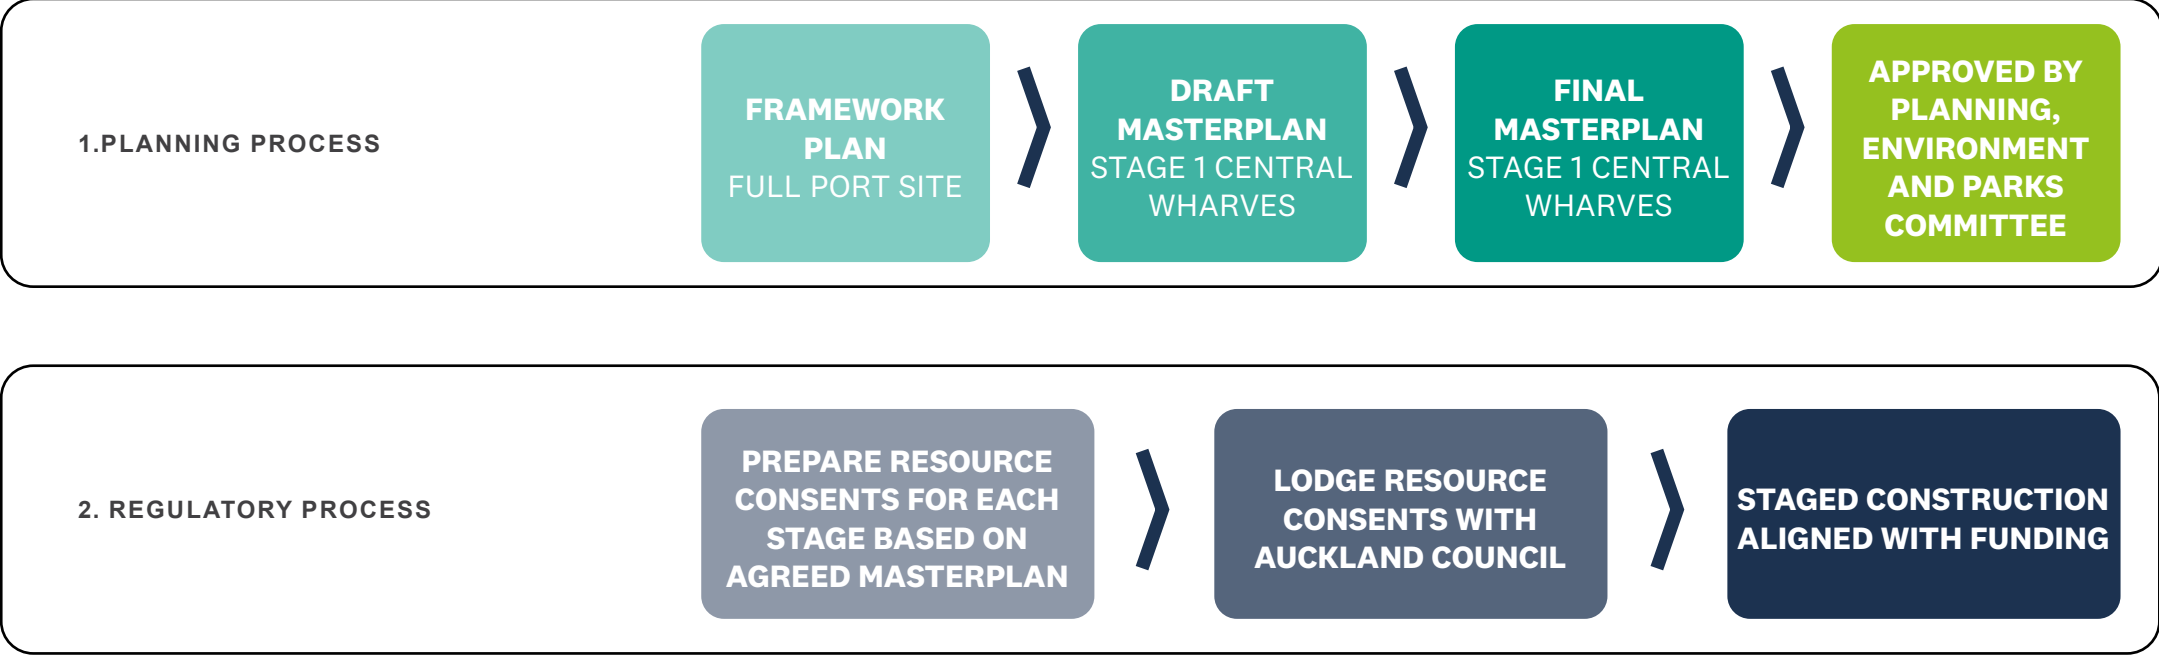 1.PLANNING PROCESS
FRAMEWORK
PLAN
FULL PORT SITE
DRAFT
MASTERPLAN
STAGE 1 CENTRAL
WHARVES
FINAL
MASTERPLAN
STAGE 1 CENTRAL
WHARVES
APPROVED BY
PLANNING,
ENVIRONMENT
AND PARKS
COMMITTEE
2. REGULATORY PROCESS
PREPARE RESOURCE
CONSENTS FOR EACH
STAGE BASED ON
AGREED MASTERPLAN
LODGE RESOURCE
CONSENTS WITH
AUCKLAND COUNCIL
STAGED CONSTRUCTION
ALIGNED WITH FUNDING